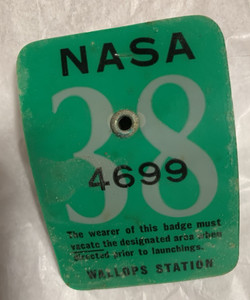 NASA
38
4699
The wearer of this badge must
vacate the designated area when
directed prior to launchings.
WALLOPS STATION